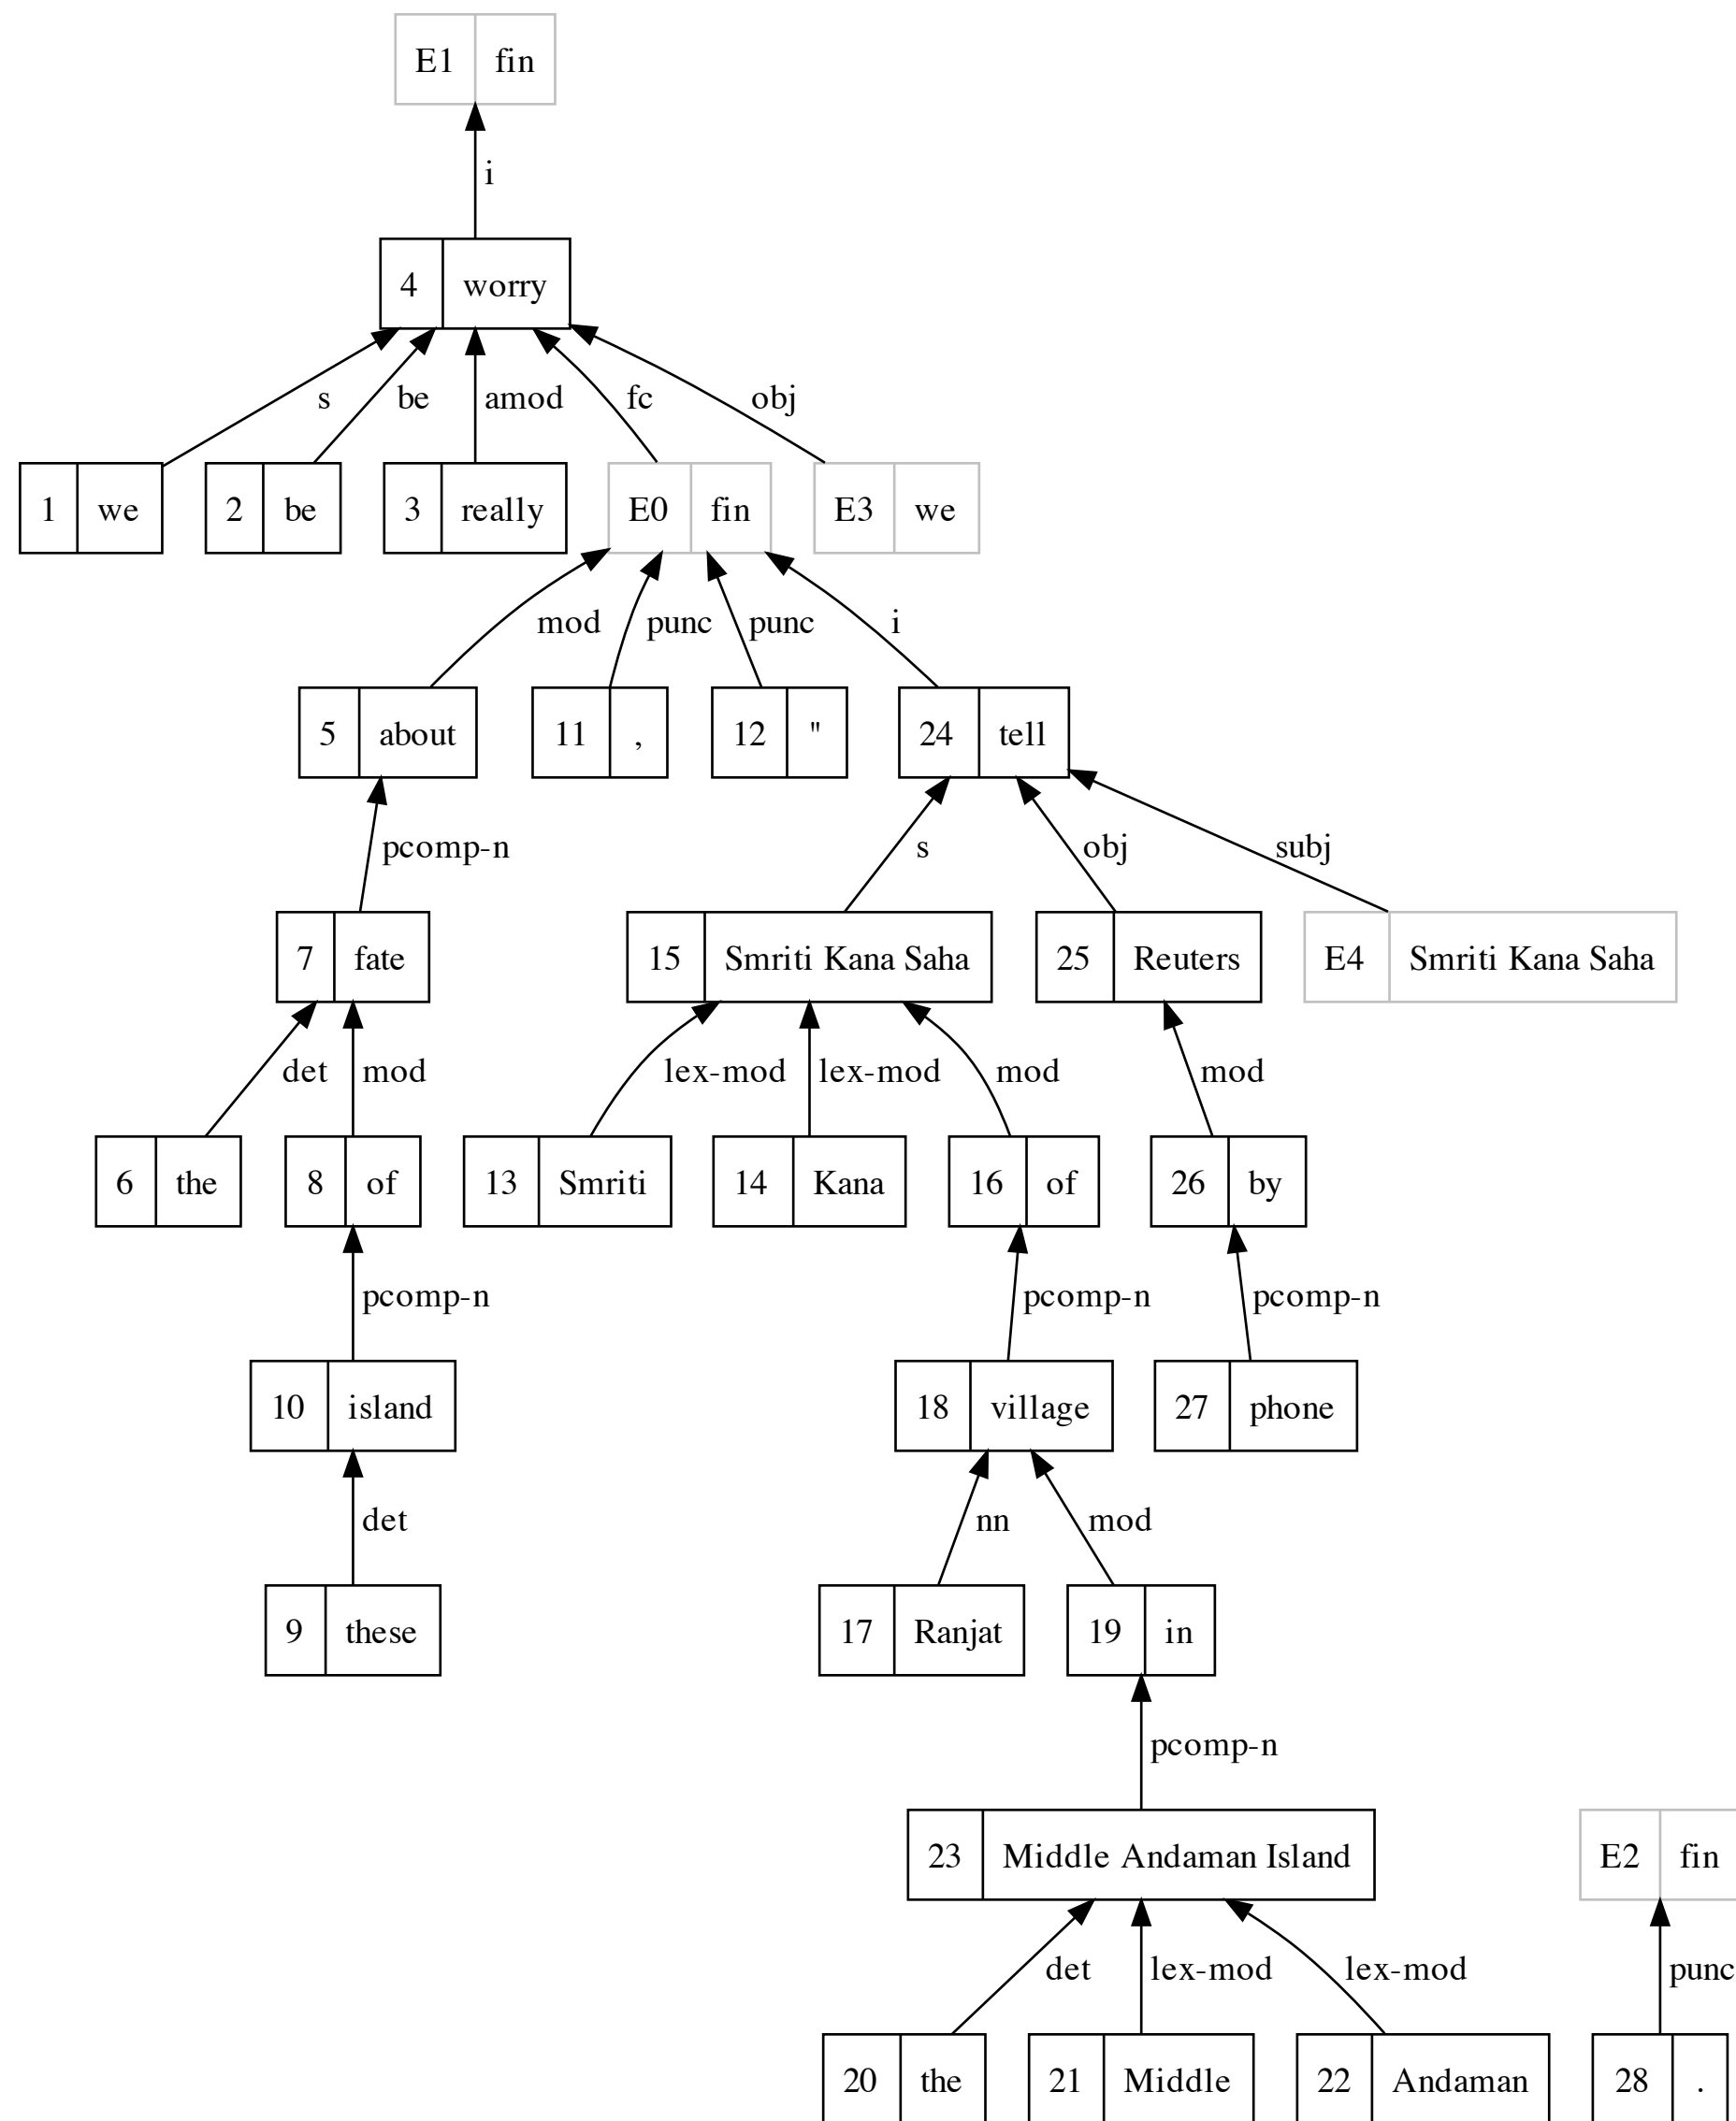 E1 fin
i
4 worry
s be amod fc obj
1 we 2 be 3 really E0 fin E3 we
mod punc punc i
5 about 11 , 12 " 24 tell
pcomp-n s obj subj
7 fate 15 Smriti Kana Saha 25 Reuters E4 Smriti Kana Saha
det mod lex-mod lex-mod mod mod
6 the 8 of 13 Smriti 14 Kana 16 of 26 by
pcomp-n pcomp-n pcomp-n
10 island 18 village 27 phone
det nn mod
9 these 17 Ranjat 19 in
pcomp-n
23 Middle Andaman Island E2 fin
det lex-mod lex-mod punc
20 the 21 Middle 22 Andaman 28 .